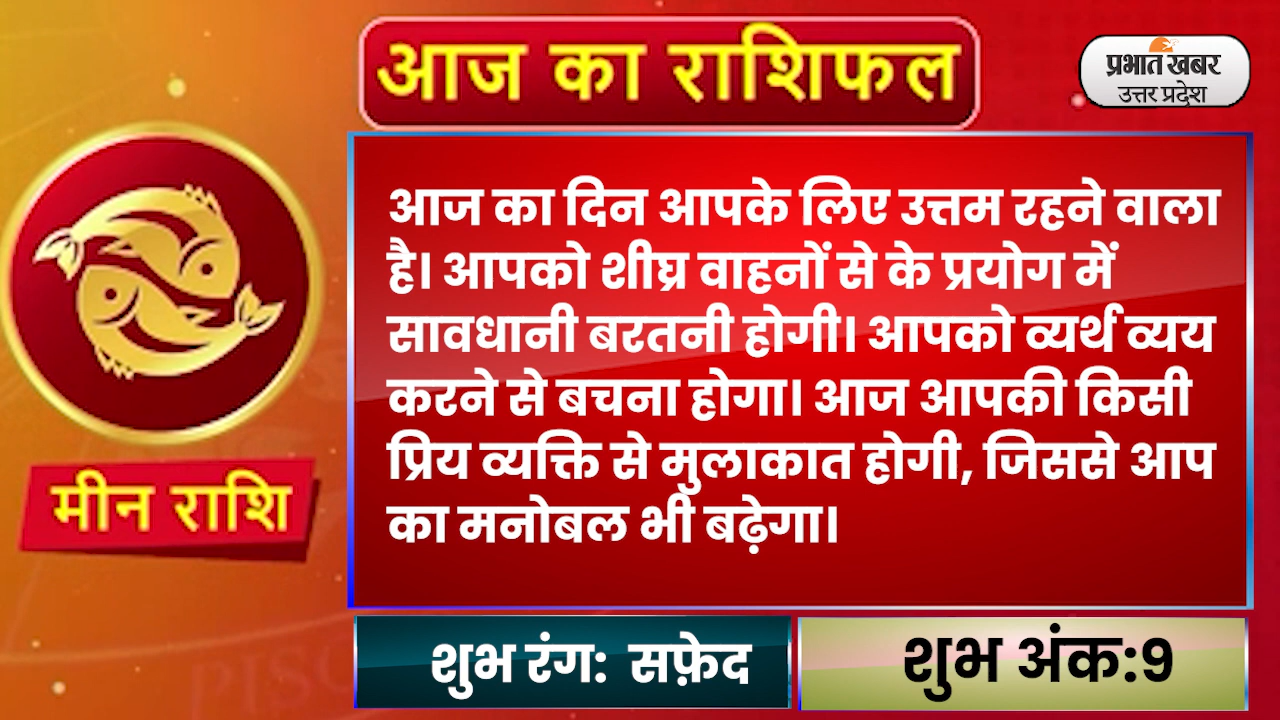 आज का राशिफल
प्रभात खबर
उत्तर प्रदेश
आज का दिन आपके लिए उत्तम रहने वाला
है। आपको शीघ्र वाहनों से के प्रयोग में
सावधानी बरतनी होगी। आपको व्यर्थ व्यय
करने से बचना होगा। आज आपकी किसी
प्रिय व्यक्ति से मुलाकात होगी, जिससे आप
का मनोबल भी बढ़ेगा।
मीन राशि
शुभ रंग: सफ़ेद
शुभ अंक:9